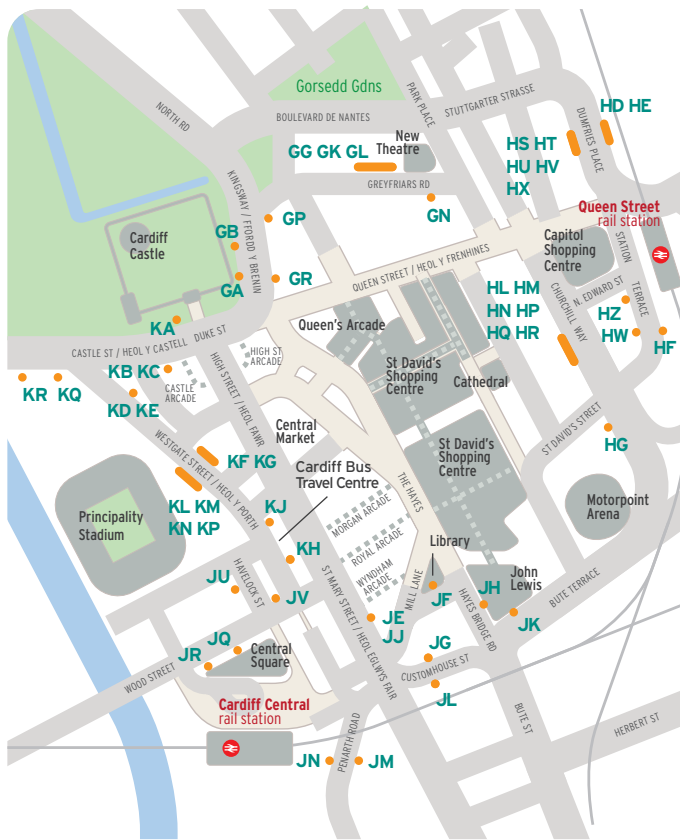 Gorsedd Gdns
NORTH RD
BOULEVARD DE NANTES
PARK PLACE
STUTTGARTER STRASSE
DUMFRIES PLACE
HD HE
HS HT
HU HV
HX
GG GK GL
New
Theatre
GREYFRIARS RD
GN
KINGSWAY / FFORDD Y BRENIN
GP
GB
GA
GR
Cardiff
Castle
Queen Street
rail station
Capitol
Shopping
Centre
STATION
TERRACE
N. EDWARD ST
QUEEN STREET / HEOL Y FRENHINES
HL HM
HN HP
HQ HR
CHURCHILL WAY
HZ
HW
HF
KA
CASTLE ST / HEOL Y CASTELL
DUKE ST
Queen's Arcade
St David's
Shopping
Centre
Cathedral
HIGH ST
ARCADE
CASTLE
ARCADE
HIGH STREET / HEOL FAWR
KR
KQ
KB KC
KD KE
Central
Market
St David's
Shopping
Centre
ST DAVID'S STREET
HG
WESTGATE STREET / HEOL Y PORTH
KF KG
Cardiff Bus
Travel Centre
THE HAYES
Principality
Stadium
KL KM
KN KP
KJ
KH
MORGAN ARCADE
ROYAL ARCADE
WYNDHAM
ARCADE
Library
Motorpoint
Arena
JU
HAVELOCK ST
JV
ST MARY STREET / HEOL EGLWYS FAIR
MILL LANE
JE
JJ
JF
JH
John
Lewis
JK
HAYES BRIDGE RD
BUTE TERRACE
JQ
JR
Central
Square
WOOD STREET
JG
CUSTOMHOUSE ST
JL
Cardiff Central
rail station
BUTE ST
HERBERT ST
PENARTH ROAD
JN
JM